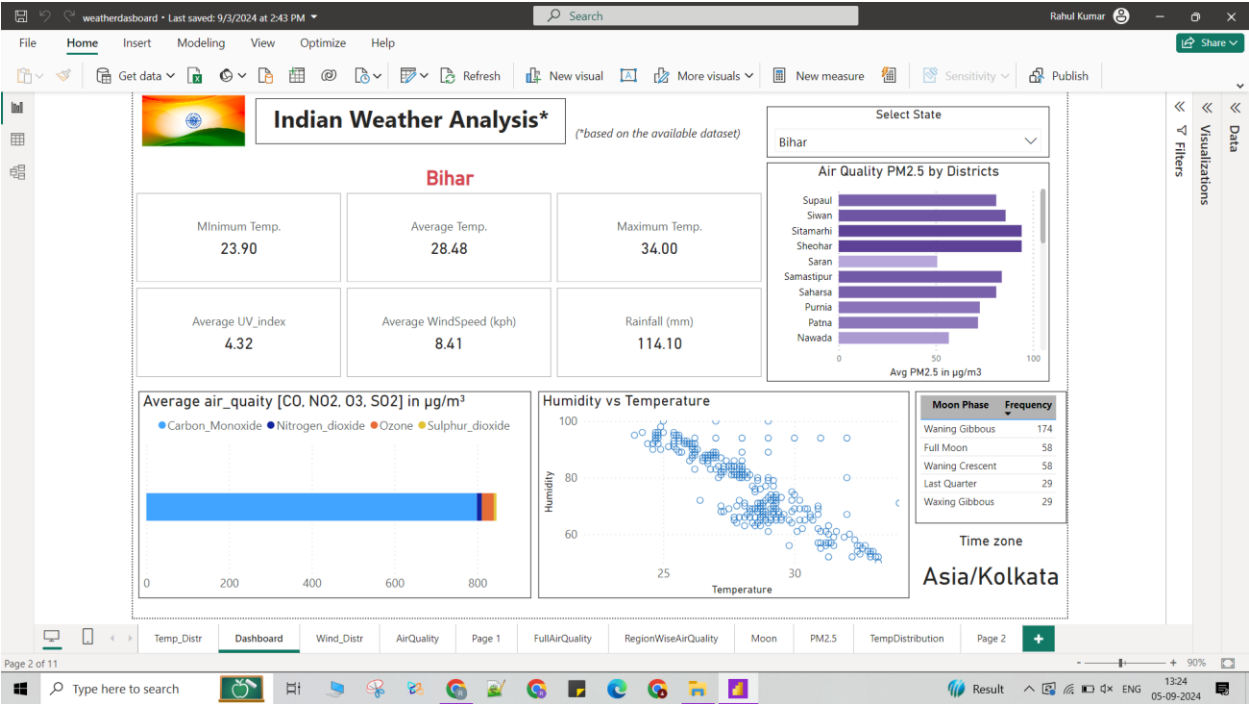 weatherdasboard • Last saved: 9/3/2024 at 2:43 PM
Search
Rahul Kumar
File Home Insert Modeling View Optimize Help
Share
Get data
Refresh
New visual
More visuals
New measure
Sensitivity
Publish
Indian Weather Analysis*
(*based on the available dataset)
Select State
Bihar
Bihar
MInimum Temp.
23.90
Average Temp.
28.48
Maximum Temp.
34.00
Average UV_index
4.32
Average WindSpeed (kph)
8.41
Rainfall (mm)
114.10
Air Quality PM2.5 by Districts
Supaul
Siwan
Sitamarhi
Sheohar
Saran
Samastipur
Saharsa
Purnia
Patna
Nawada
0 50 100
Avg PM2.5 in µg/m3
Filters
Visualizations
Data
Average air_quaity [CO, NO2, O3, SO2] in µg/m³
Carbon_Monoxide Nitrogen_dioxide Ozone Sulphur_dioxide
0 200 400 600 800
Humidity vs Temperature
100
80
60
Humidity
25 30
Temperature
Moon Phase Frequency
Waning Gibbous 174
Full Moon 58
Waning Crescent 58
Last Quarter 29
Waxing Gibbous 29
Time zone
Asia/Kolkata
Temp_Distr Dashboard Wind_Distr AirQuality Page 1 FullAirQuality RegionWiseAirQuality Moon PM2.5 TempDistribution Page 2
Page 2 of 11
90%
Type here to search
Result
ENG
13:24
05-09-2024